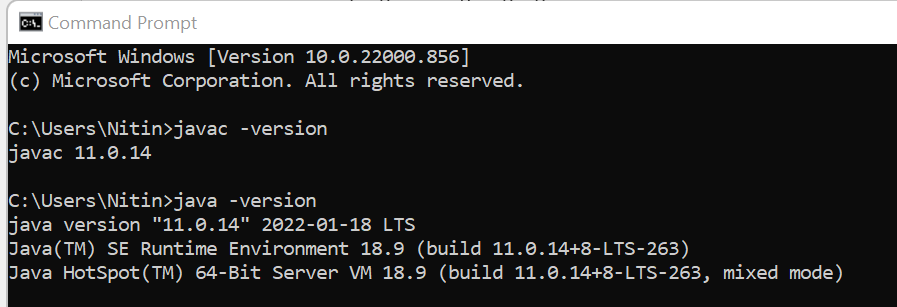 Command Prompt
Microsoft Windows [Version 10.0.22000.856]
(c) Microsoft Corporation. All rights reserved.
C:\Users\Nitin>javac -version
javac 11.0.14
C:\Users\Nitin>java -version
java version "11.0.14" 2022-01-18 LTS
Java(TM) SE Runtime Environment 18.9 (build 11.0.14+8-LTS-263)
Java HotSpot(TM) 64-Bit Server VM 18.9 (build 11.0.14+8-LTS-263, mixed mode)